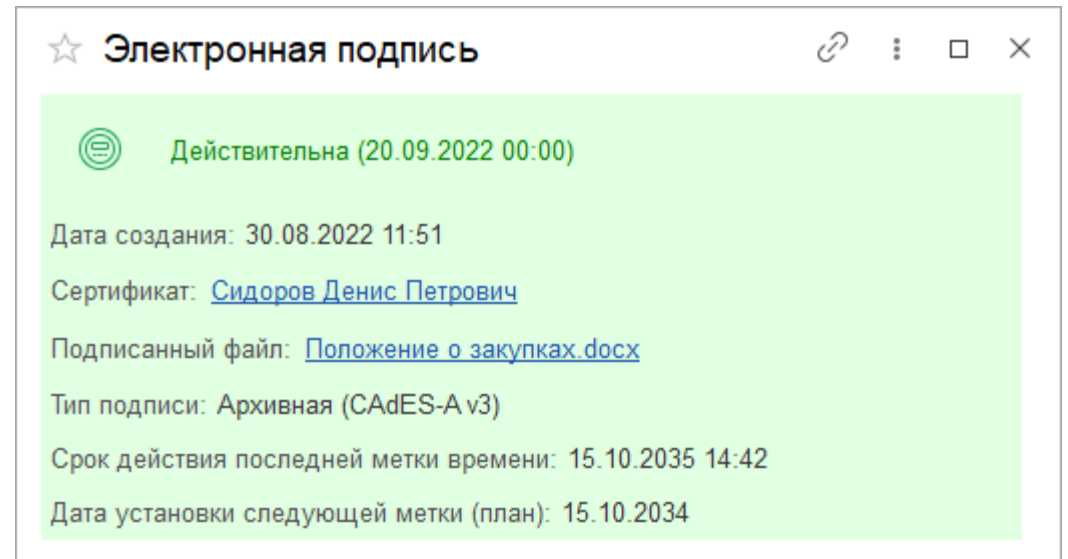 Электронная подпись
Действительна (20.09.2022 00:00)
Дата создания: 30.08.2022 11:51
Сертификат: Сидоров Денис Петрович
Подписанный файл: Положение о закупках.docx
Тип подписи: Архивная (CAdES-A v3)
Срок действия последней метки времени: 15.10.2035 14:42
Дата установки следующей метки (план): 15.10.2034